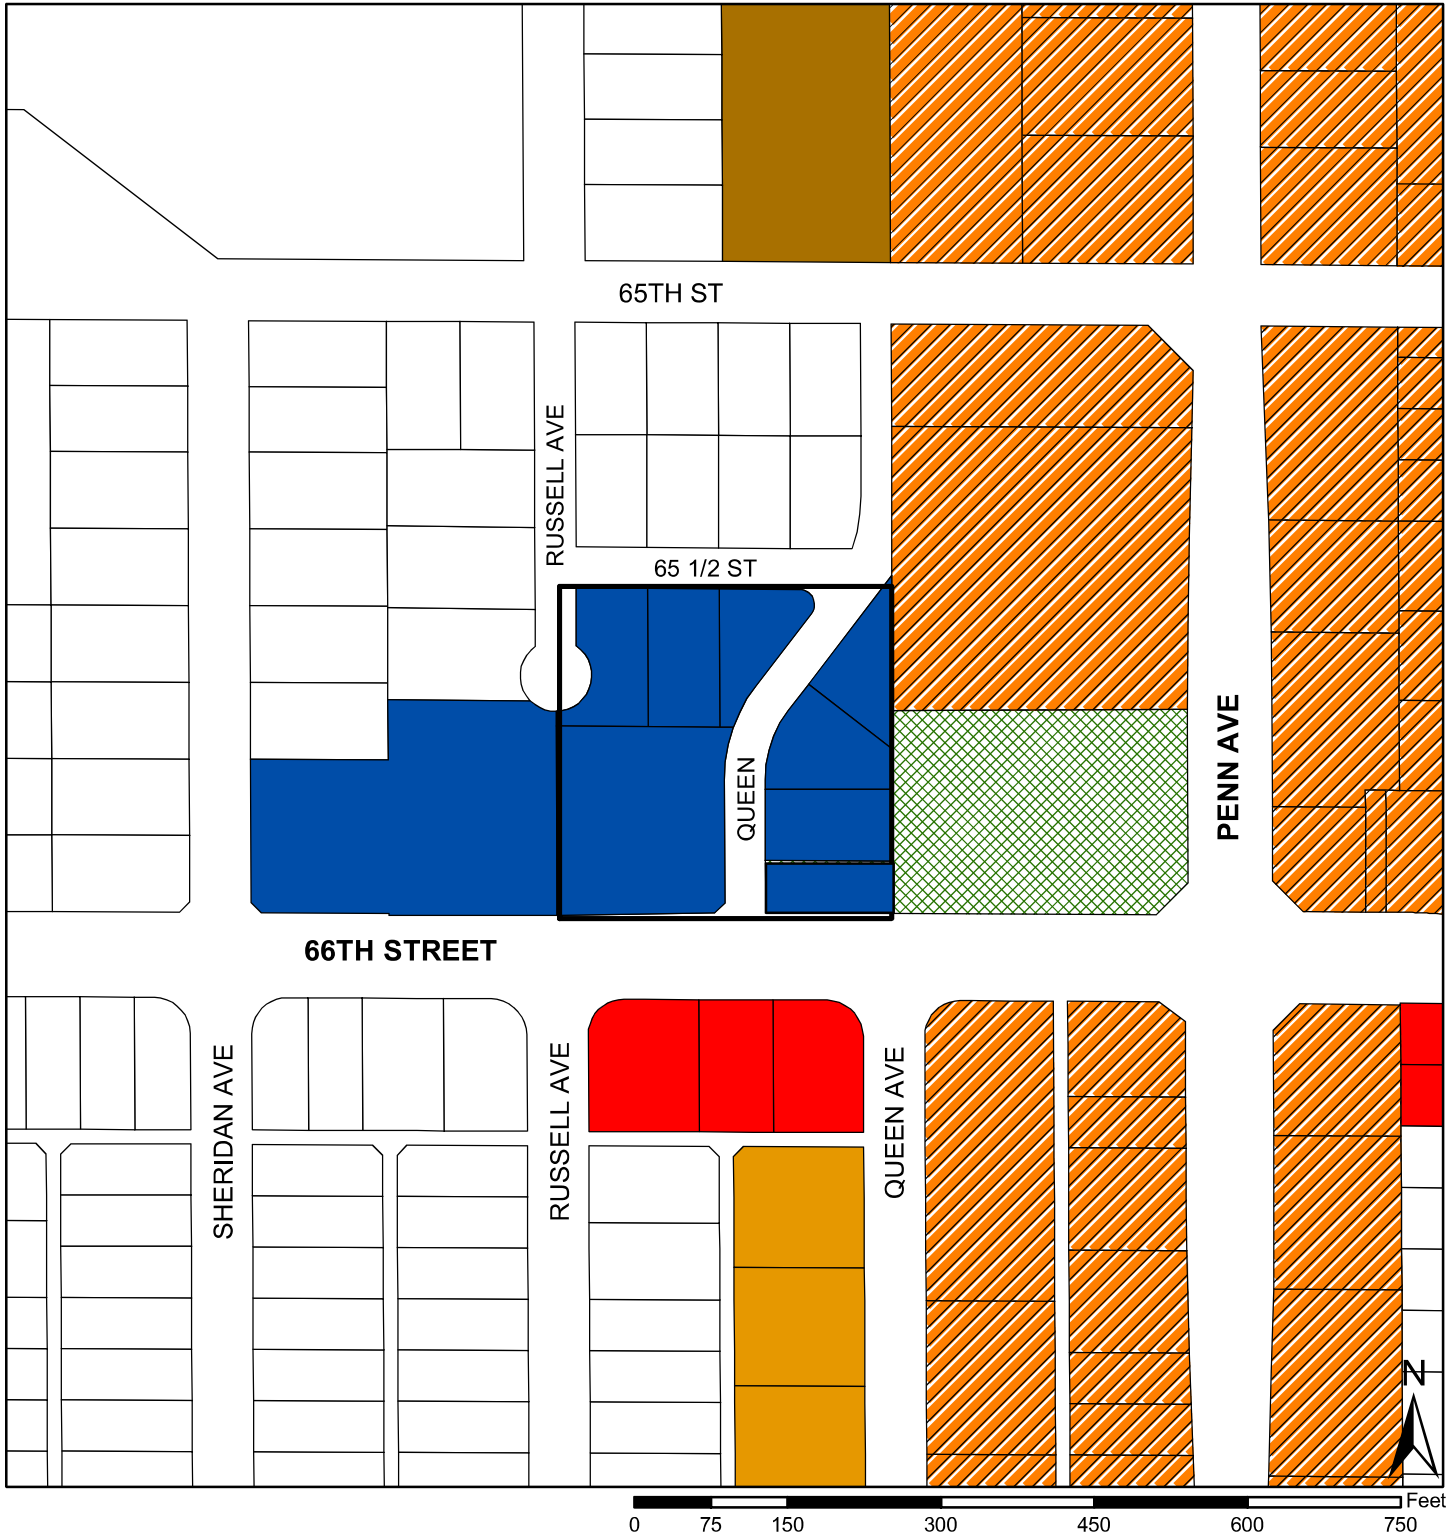 65TH ST
RUSSELL AVE
65 1/2 ST
QUEEN
PENN AVE
66TH STREET
SHERIDAN AVE
RUSSELL AVE
QUEEN AVE
N
Feet
0 75 150 300 450 600 750